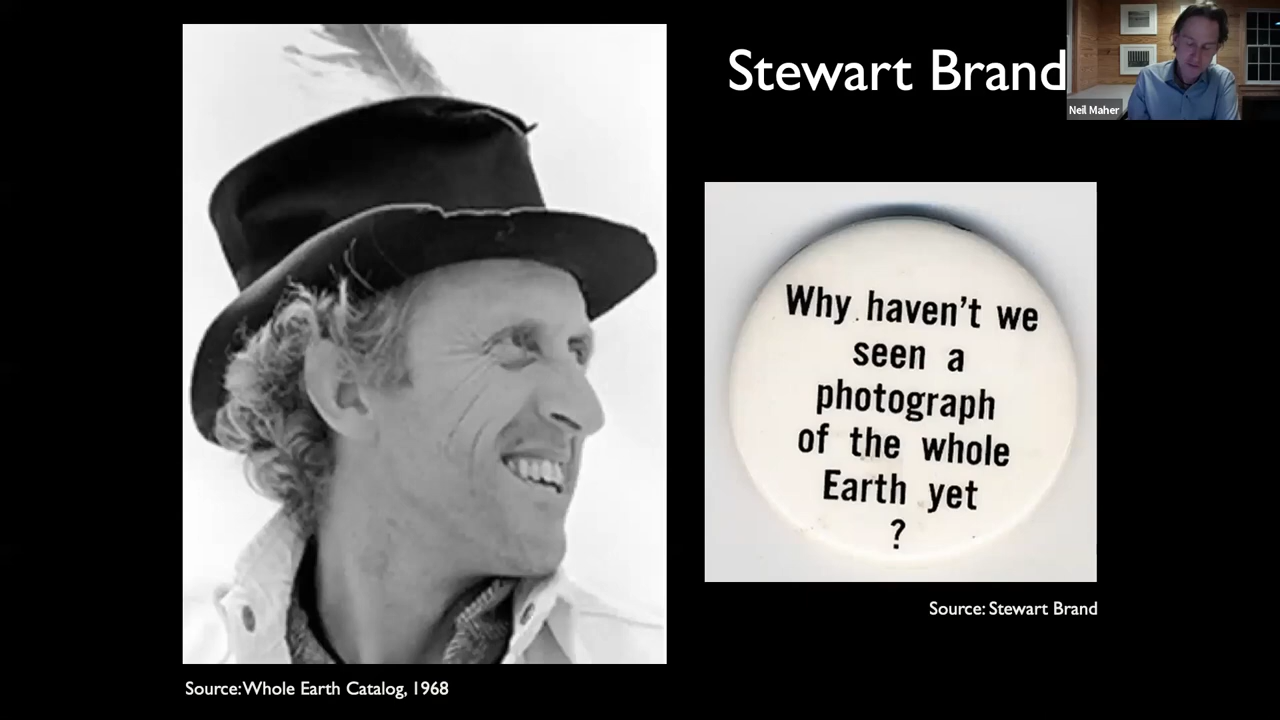 Stewart Brand
Neil Maher
Why haven't we
seen a
photograph
of the whole
Earth yet
?
Source: Stewart Brand
Source: Whole Earth Catalog, 1968